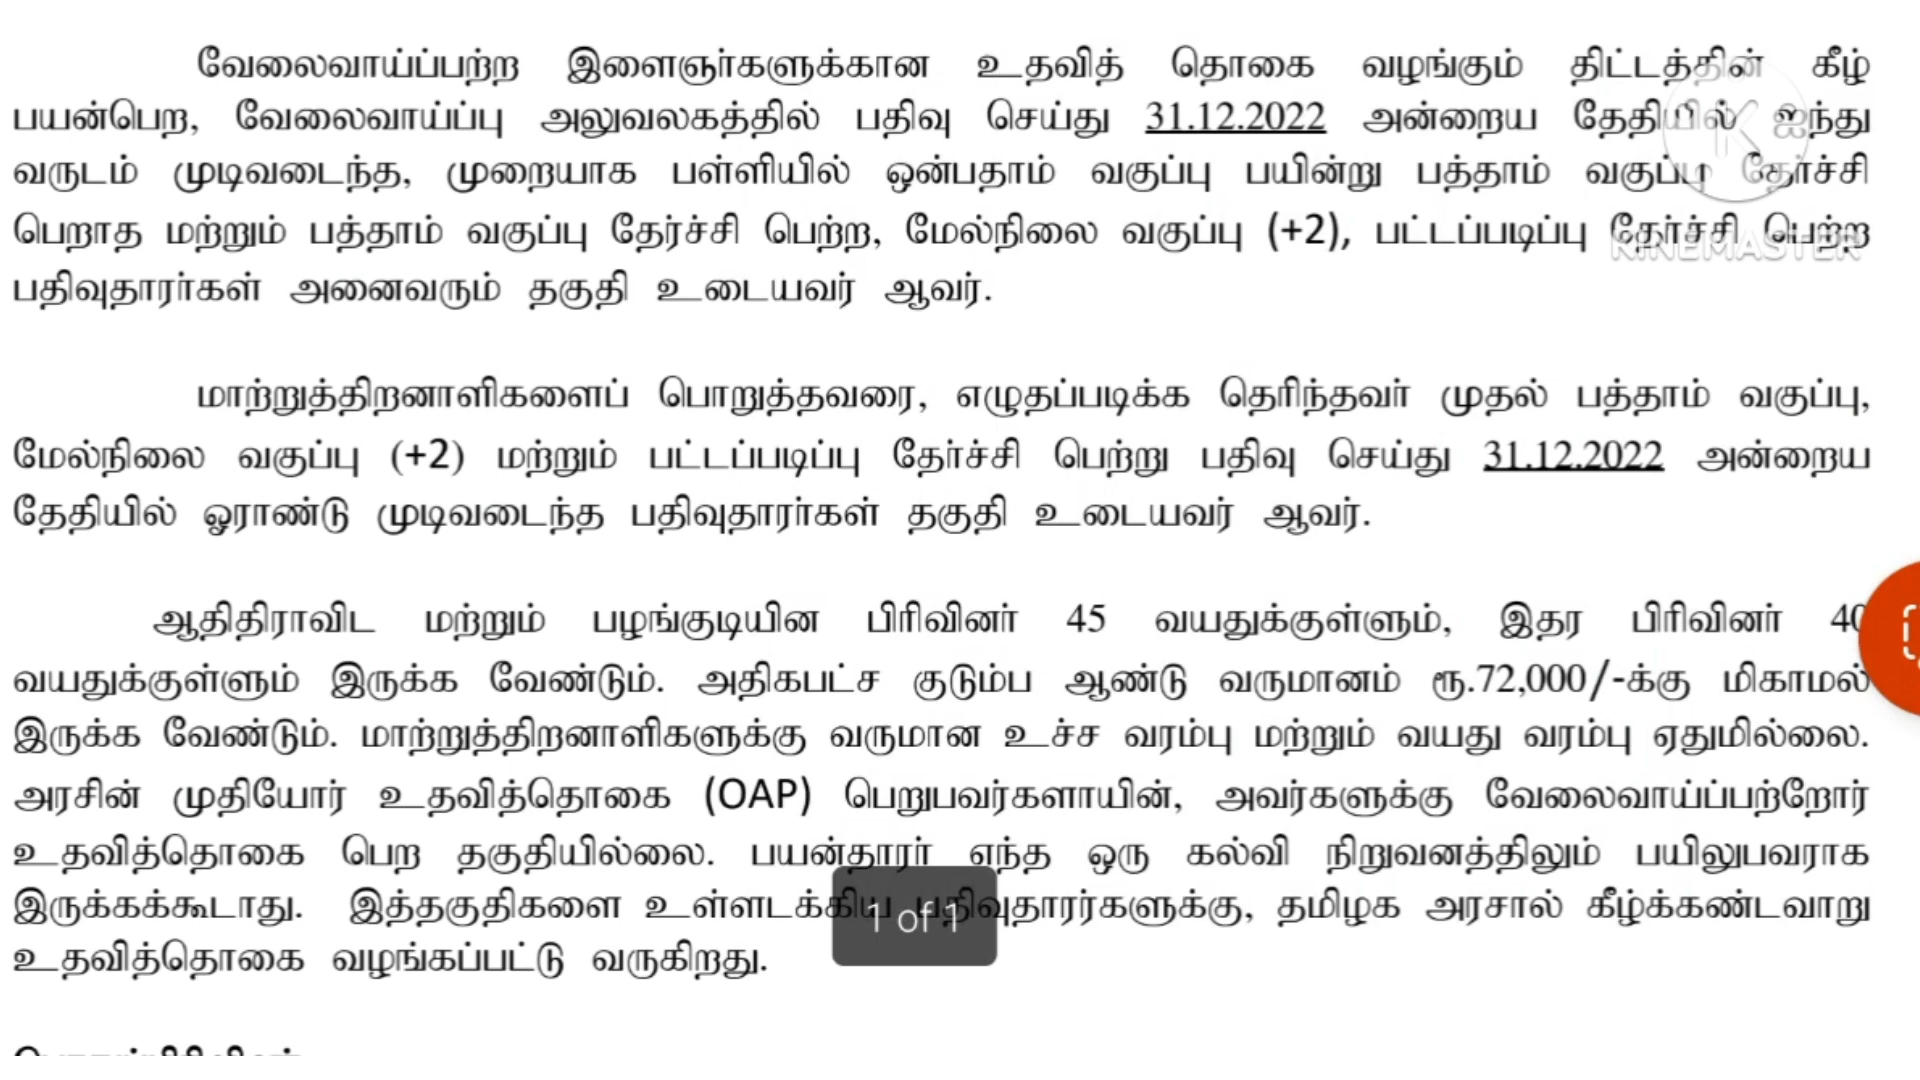 வேலைவாய்ப்பற்ற இளைஞர்களுக்கான உதவித் தொகை வழங்கும் திட்டத்தின் கீழ்
பயன்பெற, வேலைவாய்ப்பு அலுவலகத்தில் பதிவு செய்து 31.12.2022 அன்றைய தேதியில் ஐந்து
வருடம் முடிவடைந்த, முறையாக பள்ளியில் ஒன்பதாம் வகுப்பு பயின்று பத்தாம் வகுப்பு தேர்ச்சி
பெறாத மற்றும் பத்தாம் வகுப்பு தேர்ச்சி பெற்ற, மேல்நிலை வகுப்பு (+2), பட்டப்படிப்பு தேர்ச்சி பெற்ற
KINEMASTER
பதிவுதாரர்கள் அனைவரும் தகுதி உடையவர் ஆவர்.
மாற்றுத்திறனாளிகளைப் பொறுத்தவரை, எழுதப்படிக்க தெரிந்தவர் முதல் பத்தாம் வகுப்பு,
மேல்நிலை வகுப்பு (+2) மற்றும் பட்டப்படிப்பு தேர்ச்சி பெற்று பதிவு செய்து 31.12.2022 அன்றைய
தேதியில் ஓராண்டு முடிவடைந்த பதிவுதாரர்கள் தகுதி உடையவர் ஆவர்.
ஆதிதிராவிட மற்றும் பழங்குடியின பிரிவினர் 45 வயதுக்குள்ளும், இதர பிரிவினர் 40
வயதுக்குள்ளும் இருக்க வேண்டும். அதிகபட்ச குடும்ப ஆண்டு வருமானம் ரூ.72,000/-க்கு மிகாமல்
இருக்க வேண்டும். மாற்றுத்திறனாளிகளுக்கு வருமான உச்ச வரம்பு மற்றும் வயது வரம்பு ஏதுமில்லை.
அரசின் முதியோர் உதவித்தொகை (OAP) பெறுபவர்களாயின், அவர்களுக்கு வேலைவாய்ப்பற்றோர்
உதவித்தொகை பெற தகுதியில்லை. பயன்தாரர் எந்த ஒரு கல்வி நிறுவனத்திலும் பயிலுபவராக
இருக்கக்கூடாது. இத்தகுதிகளை உள்ளடக்கிய பதிவுதாரர்களுக்கு, தமிழக அரசால் கீழ்க்கண்டவாறு
1 of 1
உதவித்தொகை வழங்கப்பட்டு வருகிறது.